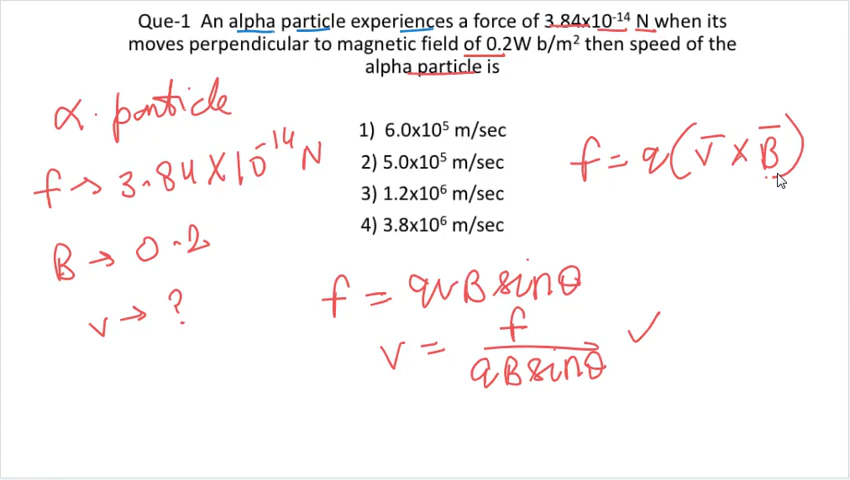 Que-1 An alpha particle experiences a force of 3.84x10⁻¹⁴ N when its
moves perpendicular to magnetic field of 0.2W b/m² then speed of the
alpha particle is
α. particle
f → 3.84 X 10⁻¹⁴ N
B → 0.2
v → ?
1) 6.0x10⁵ m/sec
2) 5.0x10⁵ m/sec
3) 1.2x10⁶ m/sec
4) 3.8x10⁶ m/sec
f = q(V̅ × B̅)
f = qvB sinθ
v = f / qB sinθ ✓